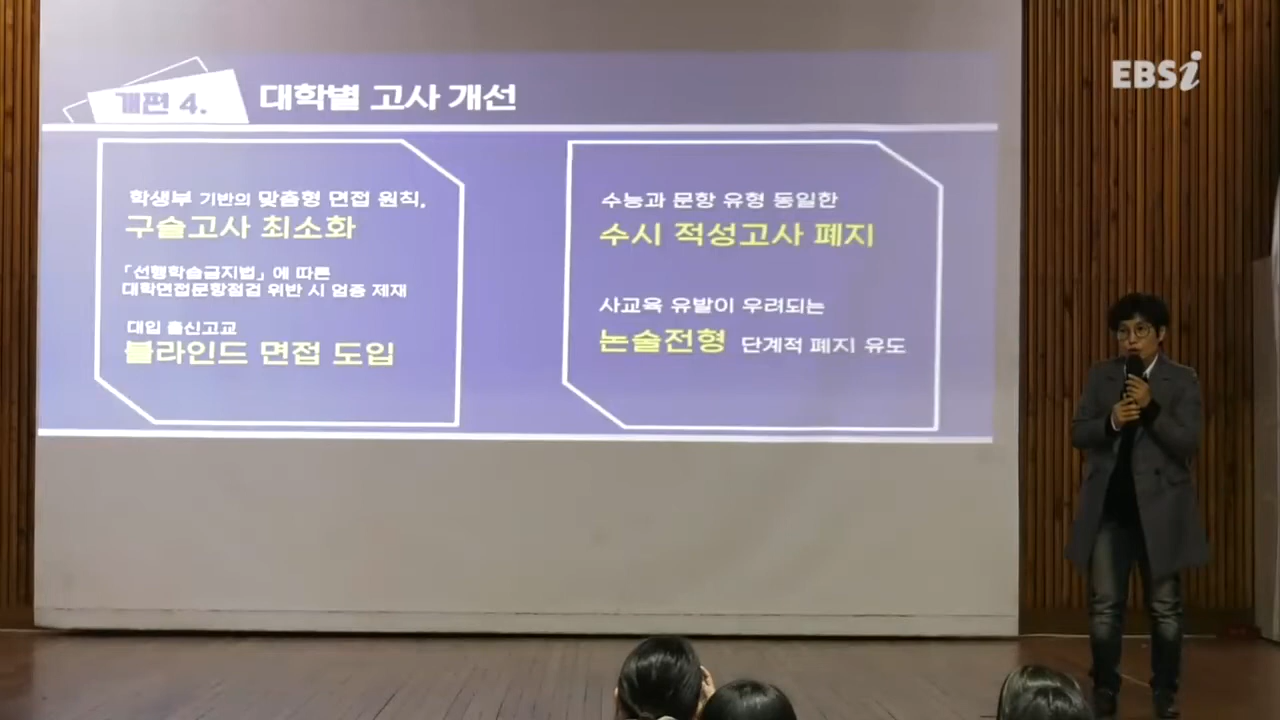 EBSi
개편 4.
대학별 고사 개선
학생부 기반의 맞춤형 면접 원칙,
구술고사 최소화
「선행학습금지법」에 따른
대학면접문항점검 위반 시 엄중 제재
대입 출신고교
블라인드 면접 도입
수능과 문항 유형 동일한
수시 적성고사 폐지
사교육 유발이 우려되는
논술전형 단계적 폐지 유도